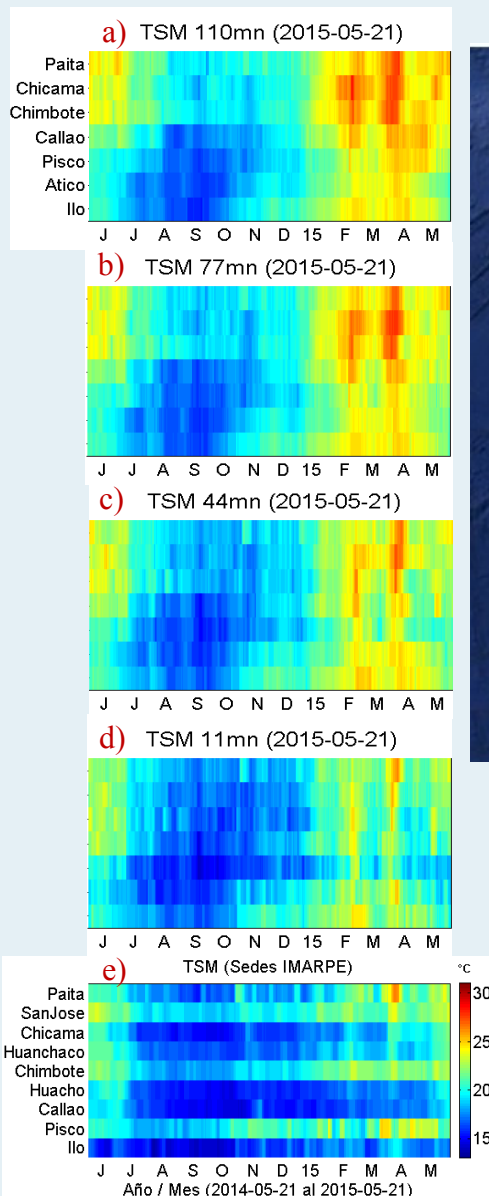 a) TSM 110mn (2015-05-21)
Paita
Chicama
Chimbote
Callao
Pisco
Atico
Ilo
J J A S O N D 15 F M A M
b) TSM 77mn (2015-05-21)
J J A S O N D 15 F M A M
c) TSM 44mn (2015-05-21)
J J A S O N D 15 F M A M
d) TSM 11mn (2015-05-21)
J J A S O N D 15 F M A M
e) TSM (Sedes IMARPE)
°C
Paita
SanJose
Chicama
Huanchaco
Chimbote
Huacho
Callao
Pisco
Ilo
30
25
20
15
J J A S O N D 15 F M A M
Año / Mes (2014-05-21 al 2015-05-21)